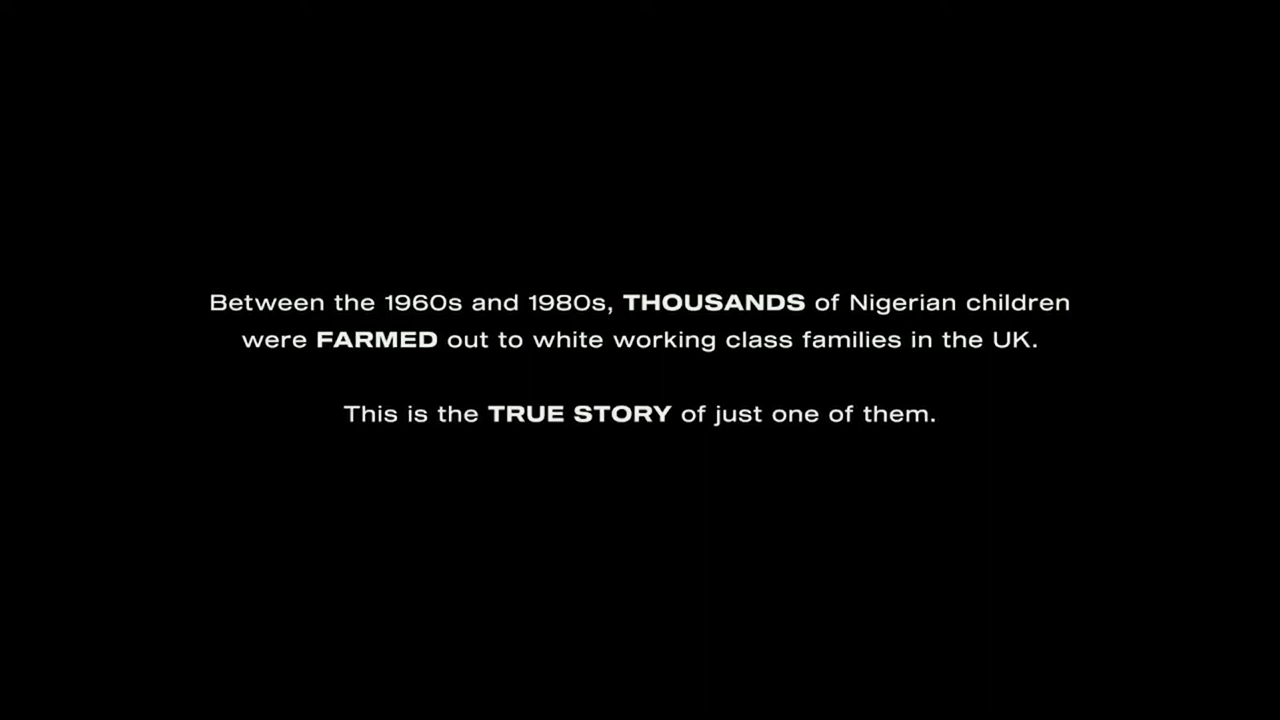 Between the 1960s and 1980s, THOUSANDS of Nigerian children
were FARMED out to white working class families in the UK.
This is the TRUE STORY of just one of them.